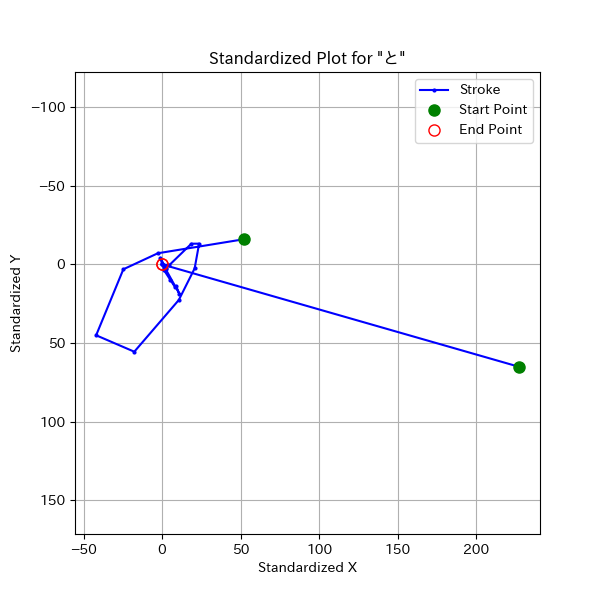 Standardized Plot for "と"
Stroke
Start Point
End Point
−100
−50
0
50
100
150
Standardized Y
−50
0
50
100
150
200
Standardized X